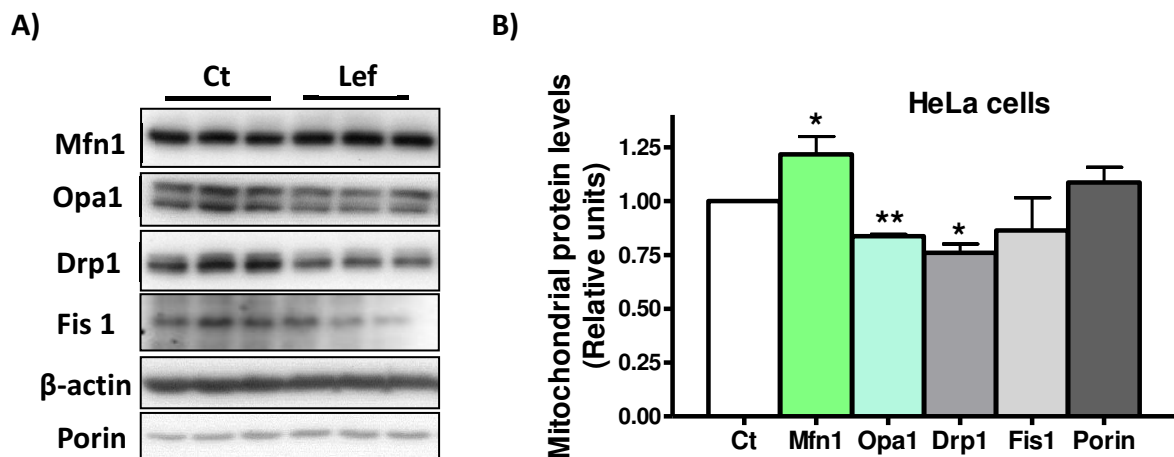 A)
Ct Lef
Mfn1
Opa1
Drp1
Fis 1
β-actin
Porin
B)
HeLa cells
Mitochondrial protein levels
(Relative units)
1.25
1.00
0.75
0.50
0.25
0.00
*
**
*
Ct Mfn1 Opa1 Drp1 Fis1 Porin